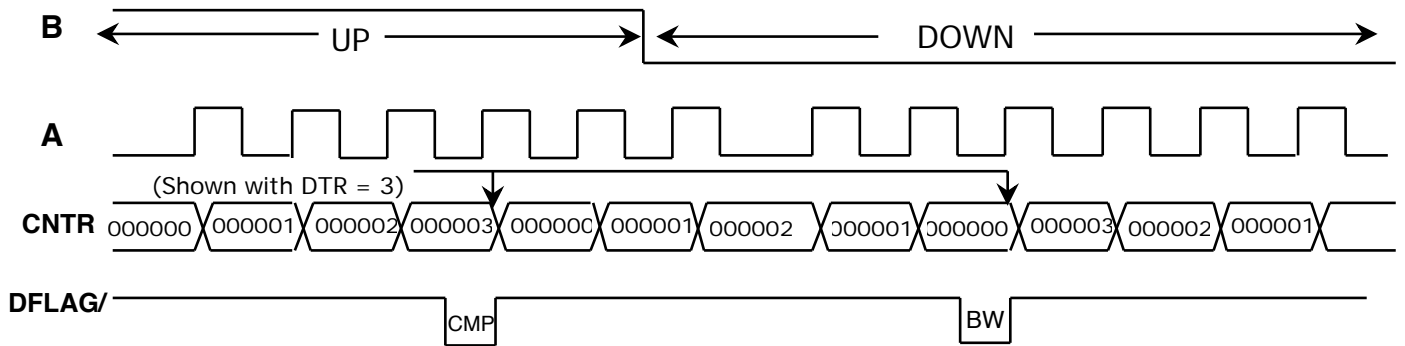 B UP DOWN
A
(Shown with DTR = 3)
CNTR 000000 000001 000002 000003 000000 000001 000002 000001 000000 000003 000002 000001
DFLAG/ CMP BW